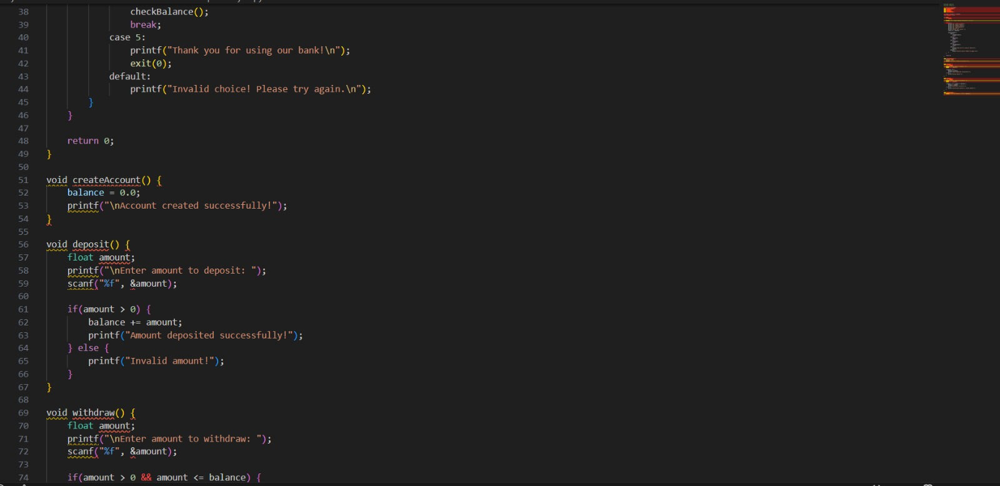 38 checkBalance();
39 break;
40 case 5:
41 printf("Thank you for using our bank!\n");
42 exit(0);
43 default:
44 printf("Invalid choice! Please try again.\n");
45 }
46 }
47
48 return 0;
49 }
50
51 void createAccount() {
52 balance = 0.0;
53 printf("\nAccount created successfully!");
54 }
55
56 void deposit() {
57 float amount;
58 printf("\nEnter amount to deposit: ");
59 scanf("%f", &amount);
60
61 if(amount > 0) {
62 balance += amount;
63 printf("Amount deposited successfully!");
64 } else {
65 printf("Invalid amount!");
66 }
67 }
68
69 void withdraw() {
70 float amount;
71 printf("\nEnter amount to withdraw: ");
72 scanf("%f", &amount);
73
74 if(amount > 0 && amount <= balance) {